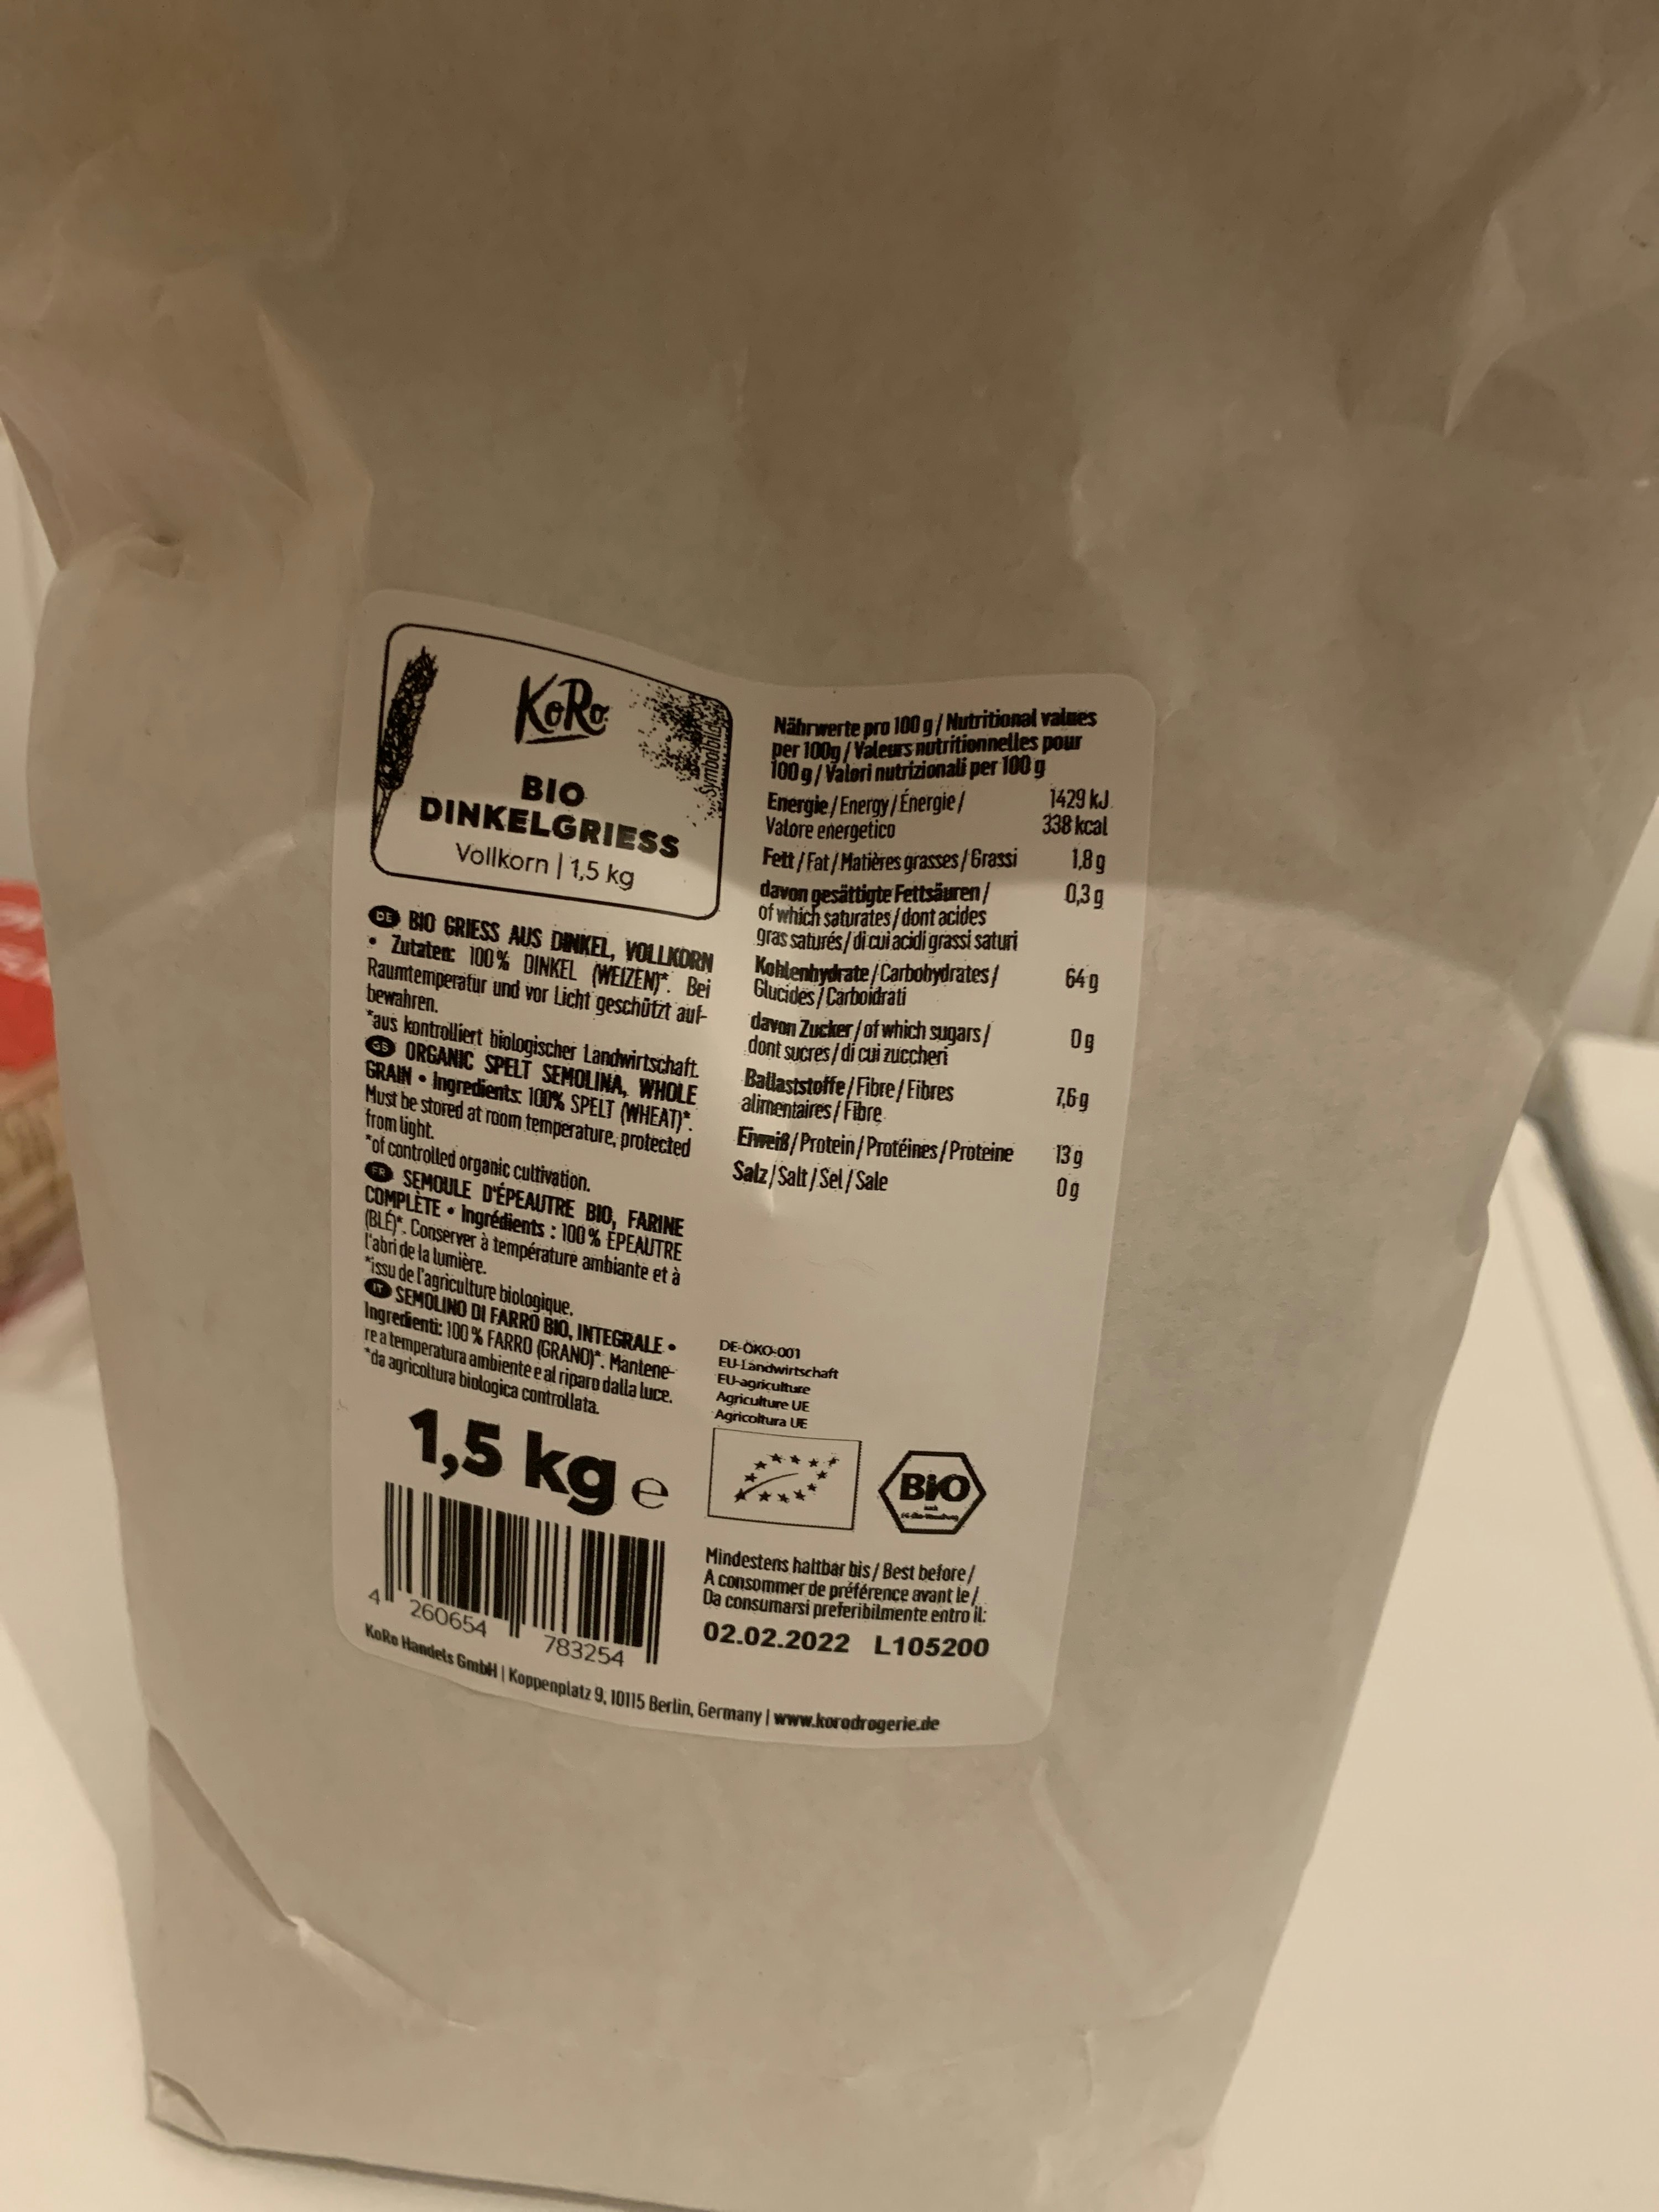 KoRo
Symbolbild
BIO
DINKELGRIESS
Vollkorn | 1,5 kg
DE BIO GRIESS AUS DINKEL, VOLLKORN
• Zutaten: 100% DINKEL (WEIZEN)*. Bei
Raumtemperatur und vor Licht geschützt auf-
bewahren.
*aus kontrolliert biologischer Landwirtschaft.
GB ORGANIC SPELT SEMOLINA, WHOLE
GRAIN • Ingredients: 100% SPELT (WHEAT)*.
Must be stored at room temperature, protected
from light.
*of controlled organic cultivation.
FR SEMOULE D'ÉPEAUTRE BIO, FARINE
COMPLÈTE • Ingrédients : 100% ÉPEAUTRE
(BLÉ)*. Conserver à température ambiante et à
l'abri de la lumière.
*issu de l'agriculture biologique.
IT SEMOLINO DI FARRO BIO, INTEGRALE •
Ingredienti: 100% FARRO (GRANO)*. Mantene-
re a temperatura ambiente e al riparo dalla luce.
*da agricoltura biologica controllata.
1,5 kg e
4 260654 783254
Nährwerte pro 100 g / Nutritional values
per 100g / Valeurs nutritionnelles pour
100 g / Valori nutrizionali per 100 g
Energie / Energy / Énergie / 1429 kJ
Valore energetico 338 kcal
Fett / Fat / Matières grasses / Grassi 1,8 g
davon gesättigte Fettsäuren / 0,3 g
of which saturates / dont acides
gras saturés / di cui acidi grassi saturi
Kohlenhydrate / Carbohydrates / 64 g
Glucides / Carboidrati
davon Zucker / of which sugars / 0 g
dont sucres / di cui zuccheri
Ballaststoffe / Fibre / Fibres 7,6 g
alimentaires / Fibre
Eiweiß / Protein / Protéines / Proteine 13 g
Salz / Salt / Sel / Sale 0 g
DE-ÖKO-001
EU-Landwirtschaft
EU-agriculture
Agriculture UE
Agricoltura UE
BiO
Mindestens haltbar bis / Best before /
A consommer de préférence avant le /
Da consumarsi preferibilmente entro il:
02.02.2022 L105200
KoRo Handels GmbH | Koppenplatz 9, 10115 Berlin, Germany | www.korodrogerie.de